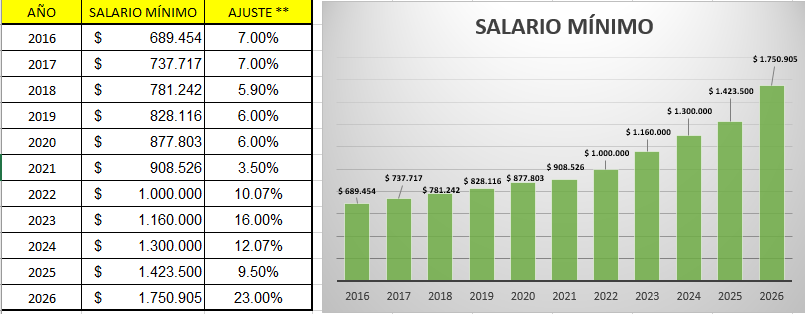 AÑO SALARIO MÍNIMO AJUSTE **
2016 $ 689.454 7.00%
2017 $ 737.717 7.00%
2018 $ 781.242 5.90%
2019 $ 828.116 6.00%
2020 $ 877.803 6.00%
2021 $ 908.526 3.50%
2022 $ 1.000.000 10.07%
2023 $ 1.160.000 16.00%
2024 $ 1.300.000 12.07%
2025 $ 1.423.500 9.50%
2026 $ 1.750.905 23.00%
SALARIO MÍNIMO
$ 689.454 $ 737.717 $ 781.242 $ 828.116 $ 877.803 $ 908.526 $ 1.000.000 $ 1.160.000 $ 1.300.000 $ 1.423.500 $ 1.750.905
2016 2017 2018 2019 2020 2021 2022 2023 2024 2025 2026